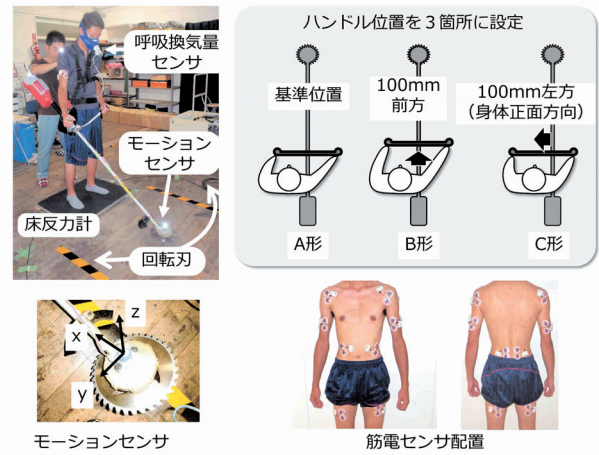 呼吸換気量
センサ
モーション
センサ
床反力計
回転刃
ハンドル位置を３箇所に設定
基準位置
100mm
前方
100mm左方
（身体正面方向）
A形
B形
C形
z
x
y
モーションセンサ
筋電センサ配置